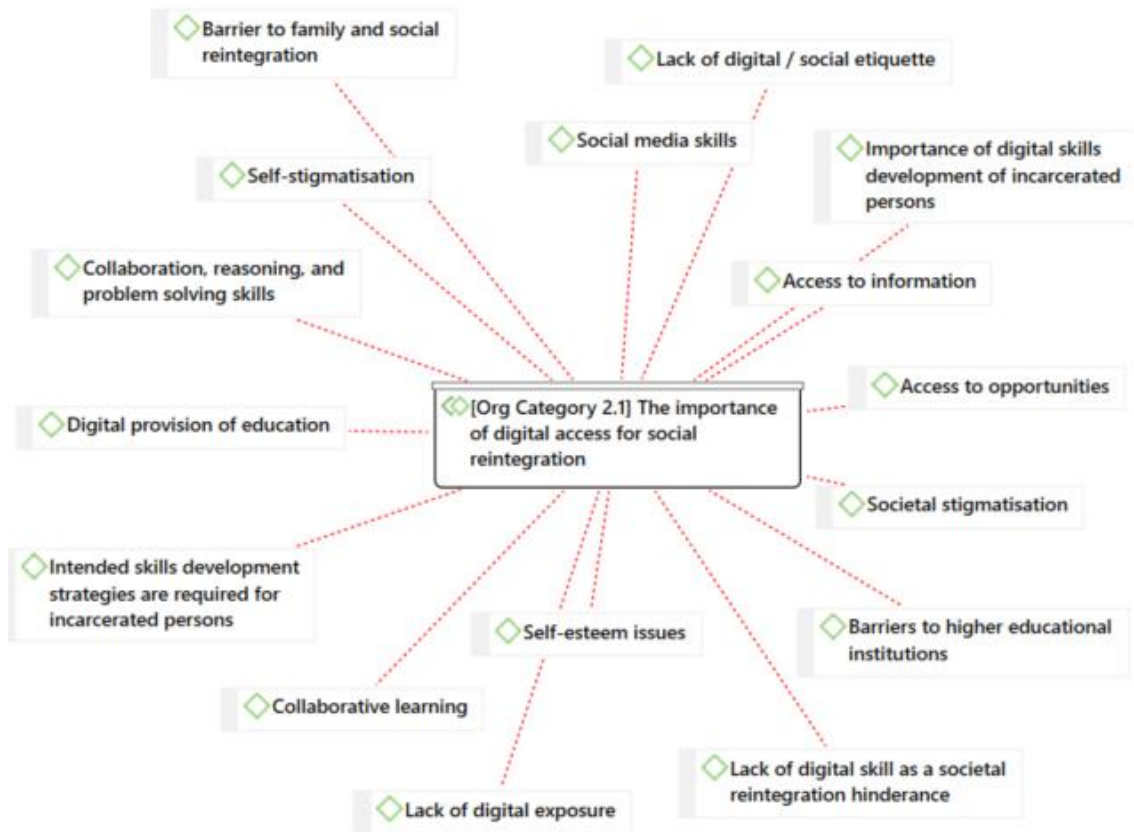 Barrier to family and social
reintegration
Lack of digital / social etiquette
Social media skills
Importance of digital skills
development of incarcerated
persons
Self-stigmatisation
Collaboration, reasoning, and
problem solving skills
Access to information
Access to opportunities
[Org Category 2.1] The importance
of digital access for social
reintegration
Digital provision of education
Societal stigmatisation
Intended skills development
strategies are required for
incarcerated persons
Self-esteem issues
Barriers to higher educational
institutions
Collaborative learning
Lack of digital skill as a societal
reintegration hinderance
Lack of digital exposure